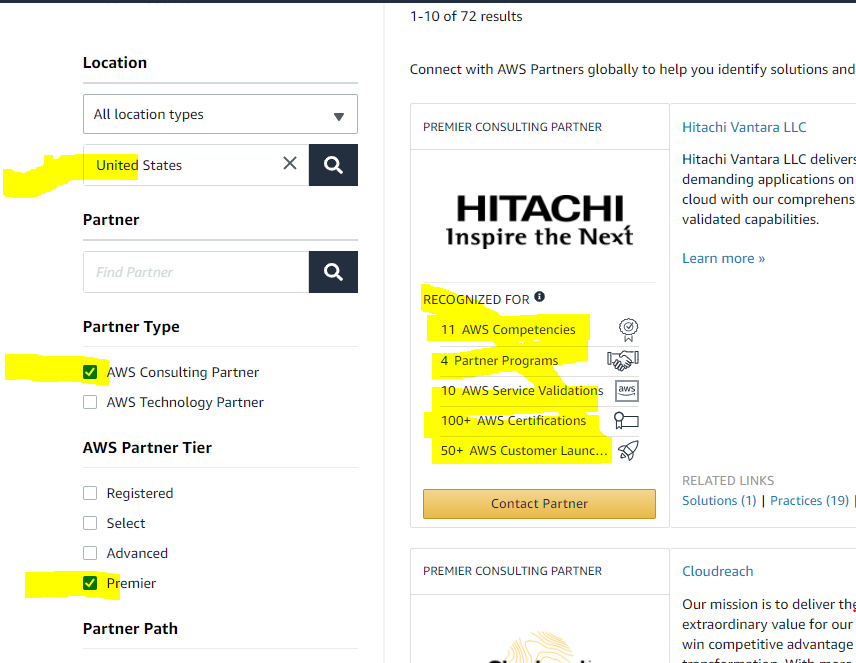 Location
All location types
United States
Partner
Find Partner
Partner Type
AWS Consulting Partner
AWS Technology Partner
AWS Partner Tier
Registered
Select
Advanced
Premier
Partner Path
1-10 of 72 results
Connect with AWS Partners globally to help you identify solutions and
PREMIER CONSULTING PARTNER
HITACHI
Inspire the Next
RECOGNIZED FOR
11 AWS Competencies
4 Partner Programs
10 AWS Service Validations
aws
100+ AWS Certifications
50+ AWS Customer Launc...
Contact Partner
Hitachi Vantara LLC
Hitachi Vantara LLC delivers
demanding applications on
cloud with our comprehens
validated capabilities.
Learn more »
RELATED LINKS
Solutions (1) | Practices (19) |
PREMIER CONSULTING PARTNER
Cloudreach
Our mission is to deliver the
extraordinary value for our
win competitive advantage